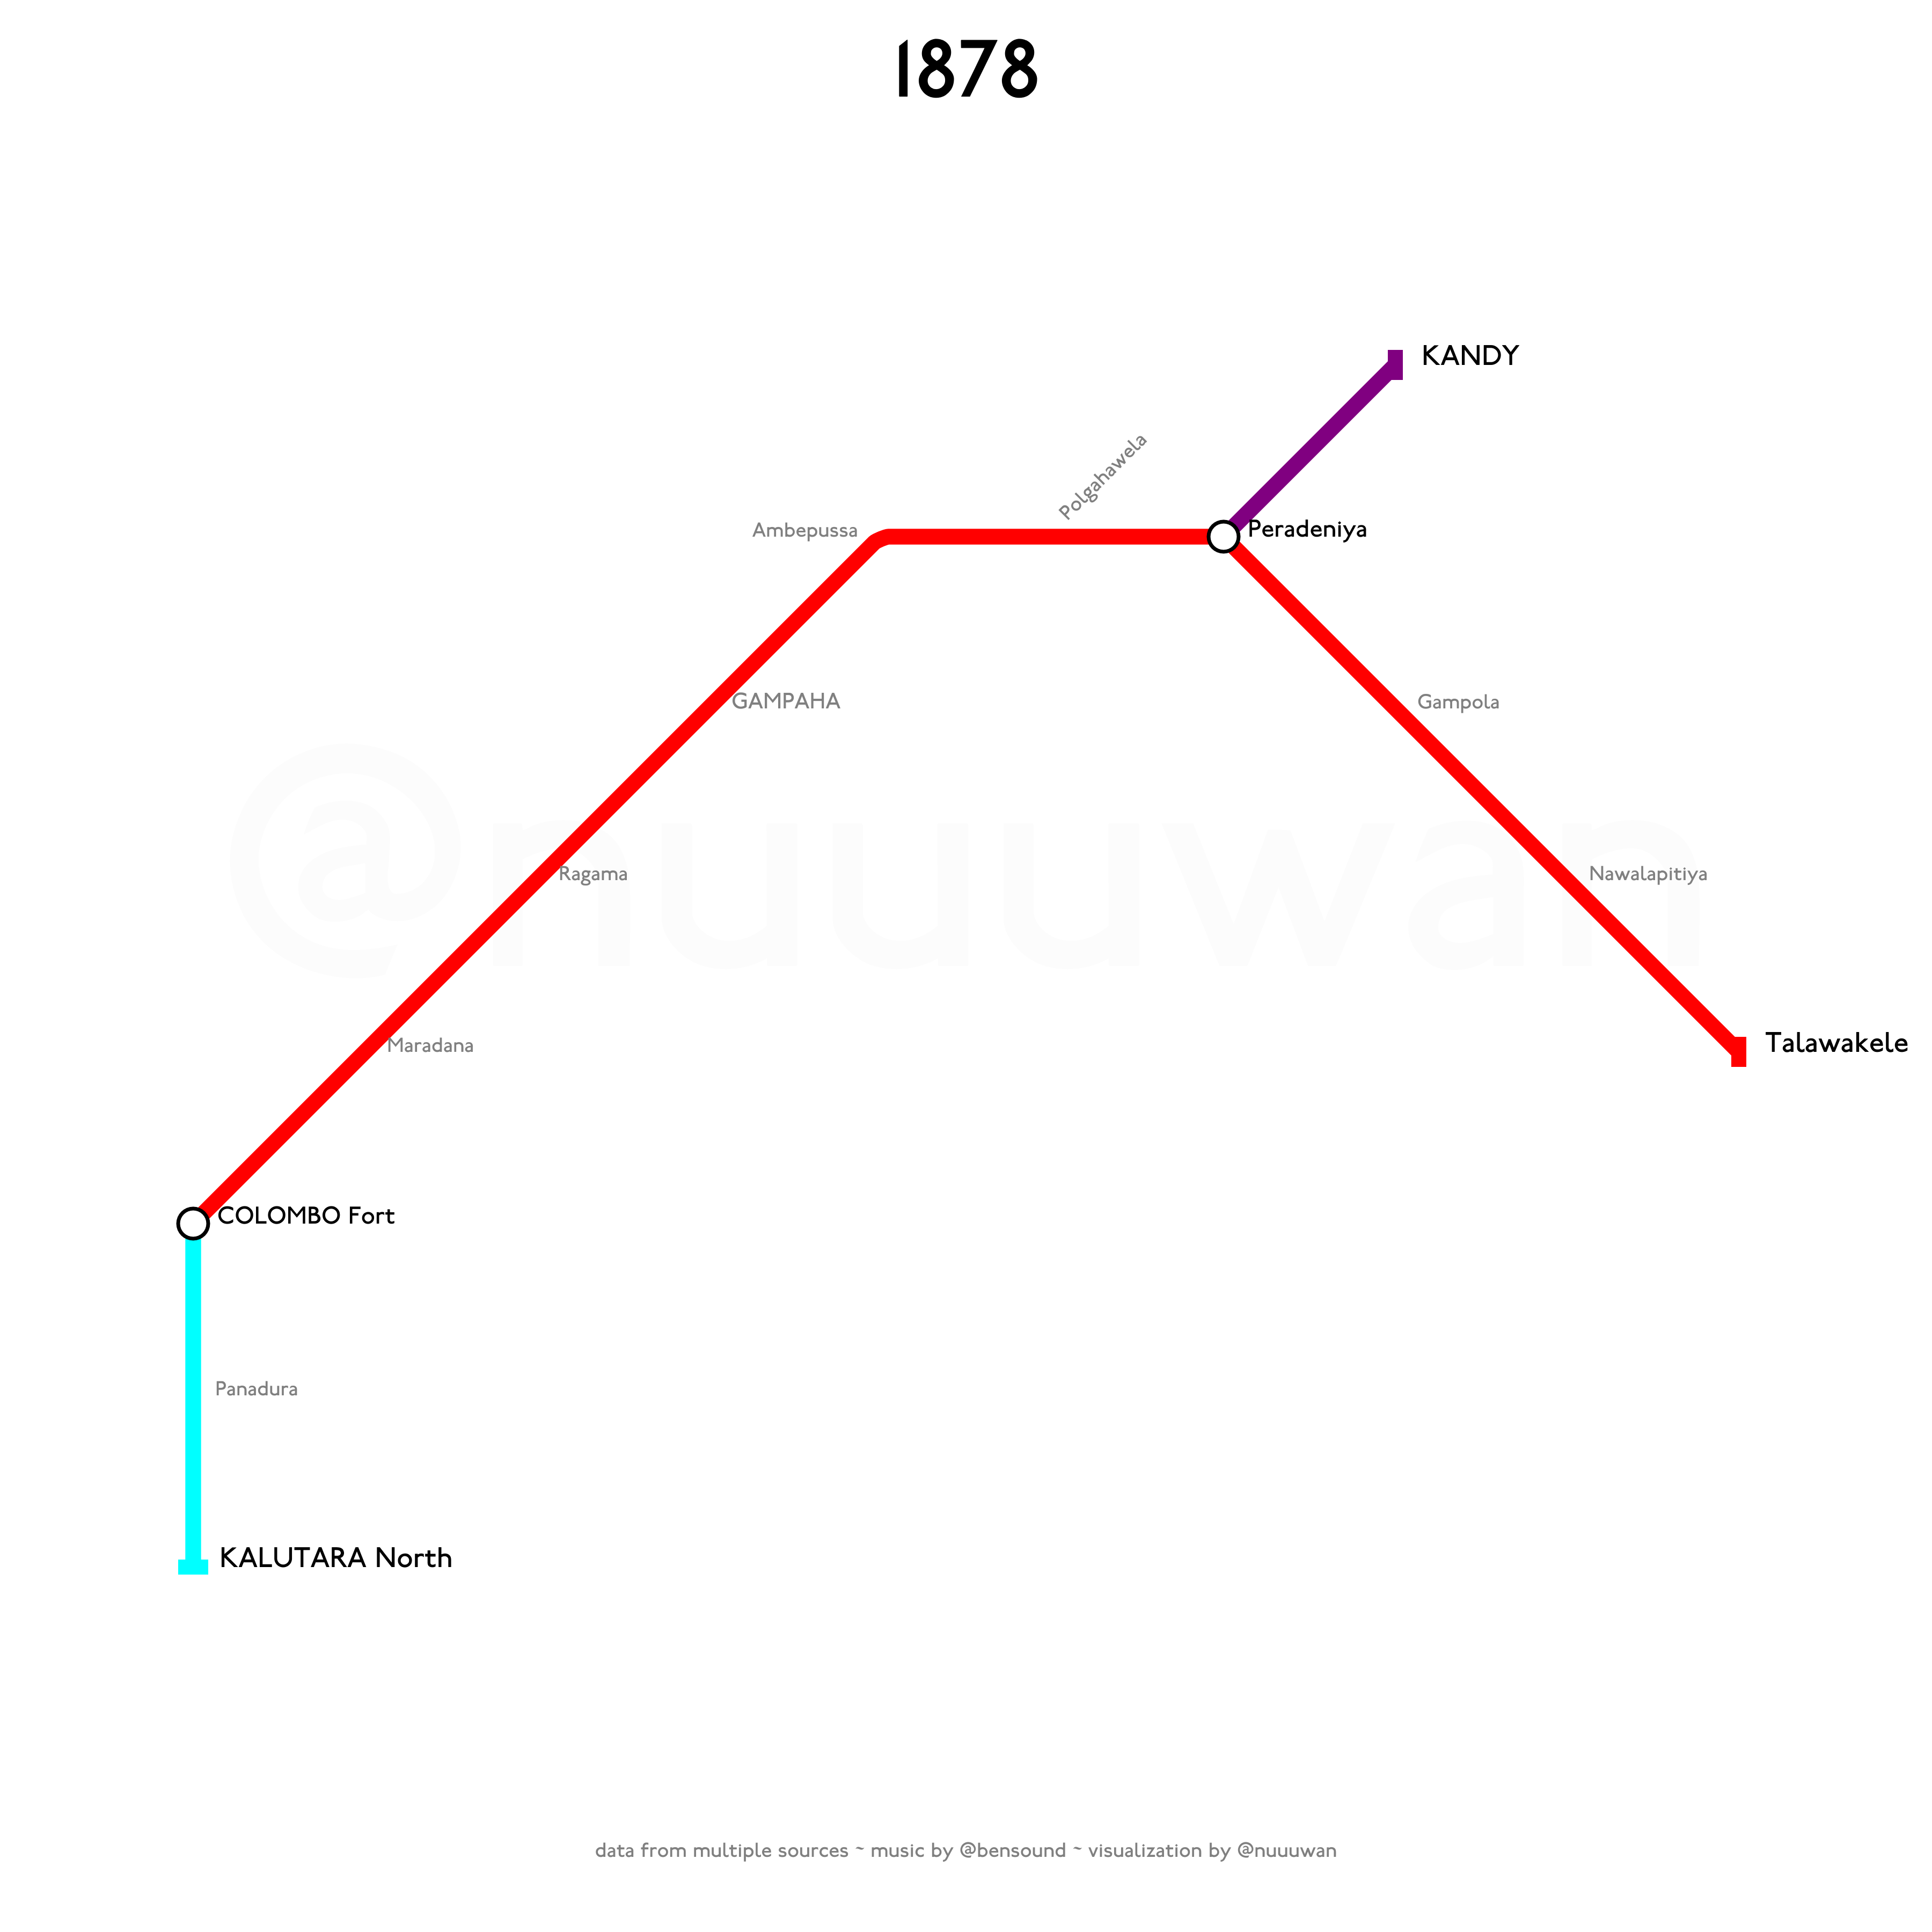 1878
KANDY
Polgahawela
Ambepussa
Peradeniya
GAMPAHA
Gampola
@nuuuwan
Ragama
Nawalapitiya
Maradana
Talawakele
COLOMBO Fort
Panadura
KALUTARA North
data from multiple sources ~ music by @bensound ~ visualization by @nuuuwan